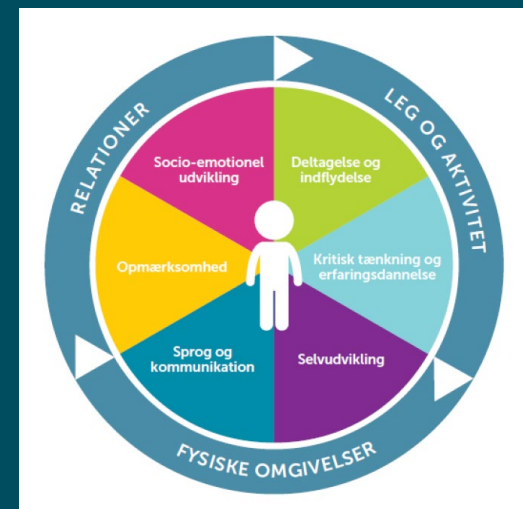 RELATIONER
LEG OG AKTIVITET
FYSISKE OMGIVELSER
Socio-emotionel
udvikling
Deltagelse og
indflydelse
Opmærksomhed
Kritisk tænkning og
erfaringsdannelse
Sprog og
kommunikation
Selvudvikling